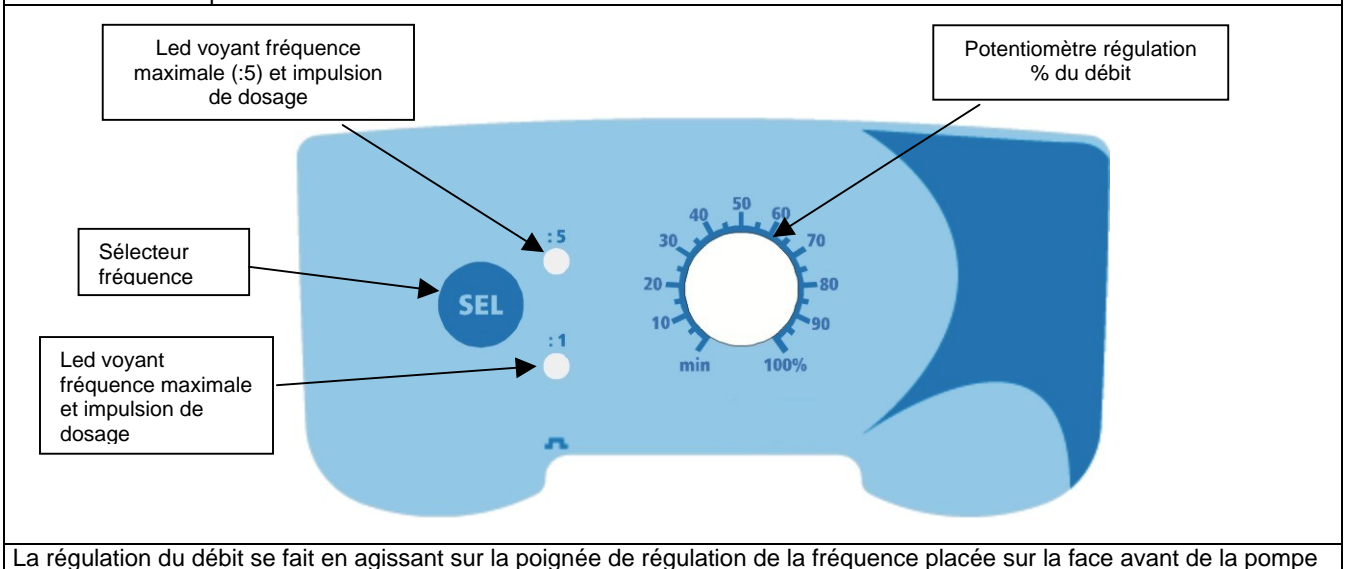 Led voyant fréquence
maximale (:5) et impulsion
de dosage
Potentiomètre régulation
% du débit
Sélecteur
fréquence
Led voyant
fréquence maximale
et impulsion de
dosage
SEL
: 5
: 1
min
10
20
30
40
50
60
70
80
90
100%
La régulation du débit se fait en agissant sur la poignée de régulation de la fréquence placée sur la face avant de la pompe